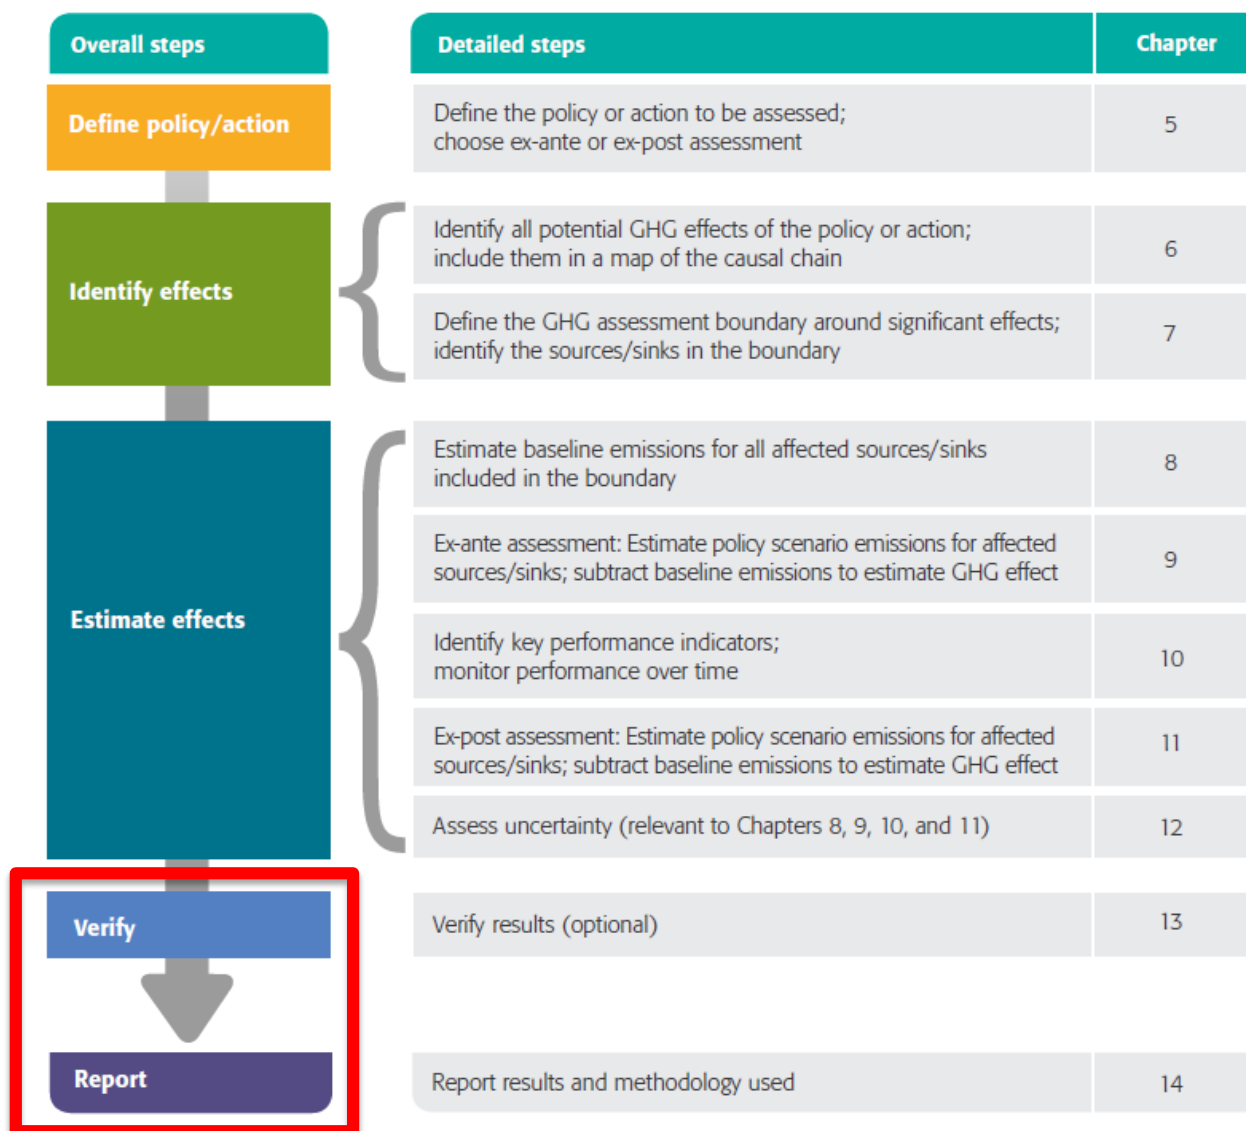 Overall steps
Detailed steps
Chapter
Define policy/action
Define the policy or action to be assessed;
choose ex-ante or ex-post assessment
5
Identify effects
Identify all potential GHG effects of the policy or action;
include them in a map of the causal chain
6
Define the GHG assessment boundary around significant effects;
identify the sources/sinks in the boundary
7
Estimate effects
Estimate baseline emissions for all affected sources/sinks
included in the boundary
8
Ex-ante assessment: Estimate policy scenario emissions for affected
sources/sinks; subtract baseline emissions to estimate GHG effect
9
Identify key performance indicators;
monitor performance over time
10
Ex-post assessment: Estimate policy scenario emissions for affected
sources/sinks; subtract baseline emissions to estimate GHG effect
11
Assess uncertainty (relevant to Chapters 8, 9, 10, and 11)
12
Verify
Verify results (optional)
13
Report
Report results and methodology used
14